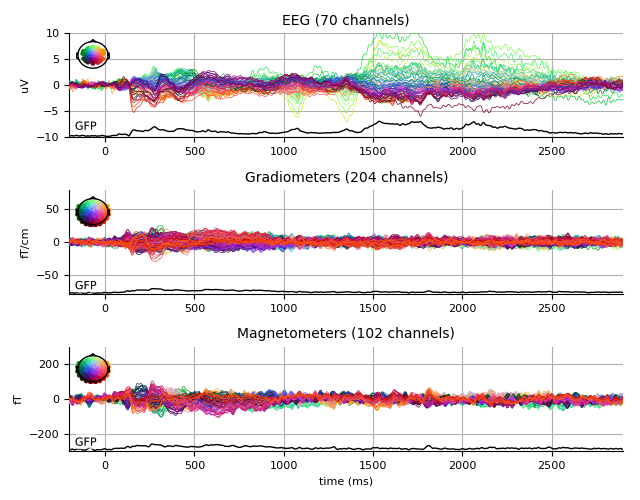 EEG (70 channels)
10
5
0
−5
−10
uV
GFP
0 500 1000 1500 2000 2500
Gradiometers (204 channels)
50
0
−50
fT/cm
GFP
0 500 1000 1500 2000 2500
Magnetometers (102 channels)
200
0
−200
fT
GFP
0 500 1000 1500 2000 2500
time (ms)